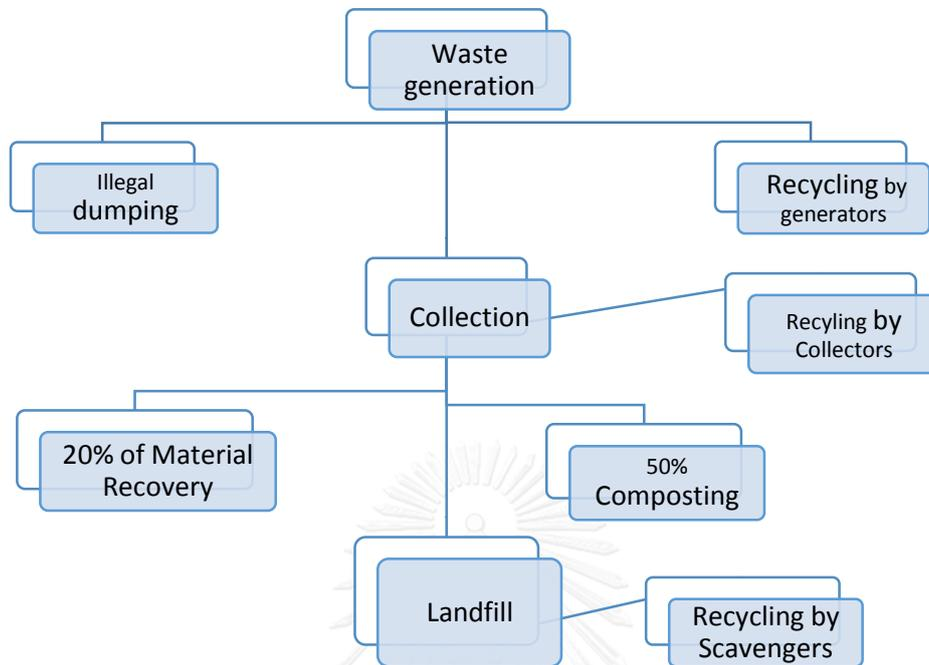 Waste
generation
Illegal
dumping
Recycling by
generators
Collection
Recyling by
Collectors
20% of Material
Recovery
50%
Composting
Landfill
Recycling by
Scavengers